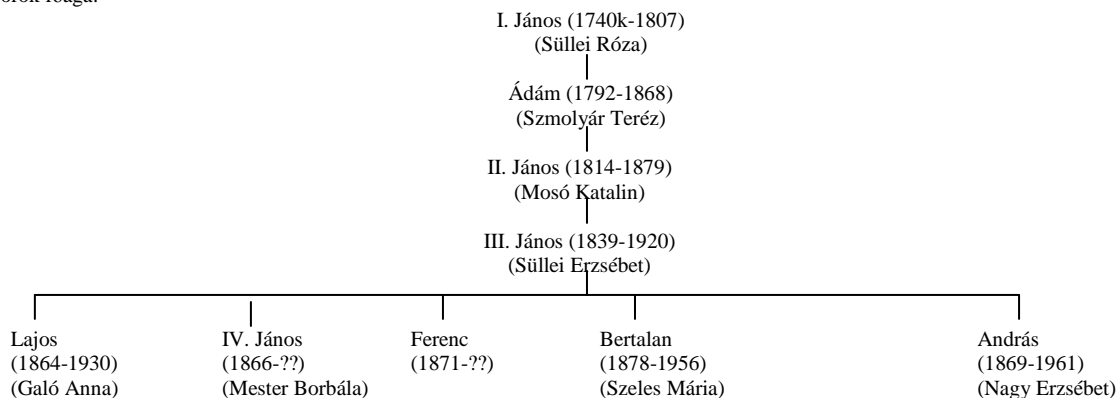 I. János (1740k-1807)
(Süllei Róza)
Ádám (1792-1868)
(Szmolyár Teréz)
II. János (1814-1879)
(Mosó Katalin)
III. János (1839-1920)
(Süllei Erzsébet)
Lajos IV. János Ferenc Bertalan András
(1864-1930) (1866-??) (1871-??) (1878-1956) (1869-1961)
(Galó Anna) (Mester Borbála) (Szeles Mária) (Nagy Erzsébet)